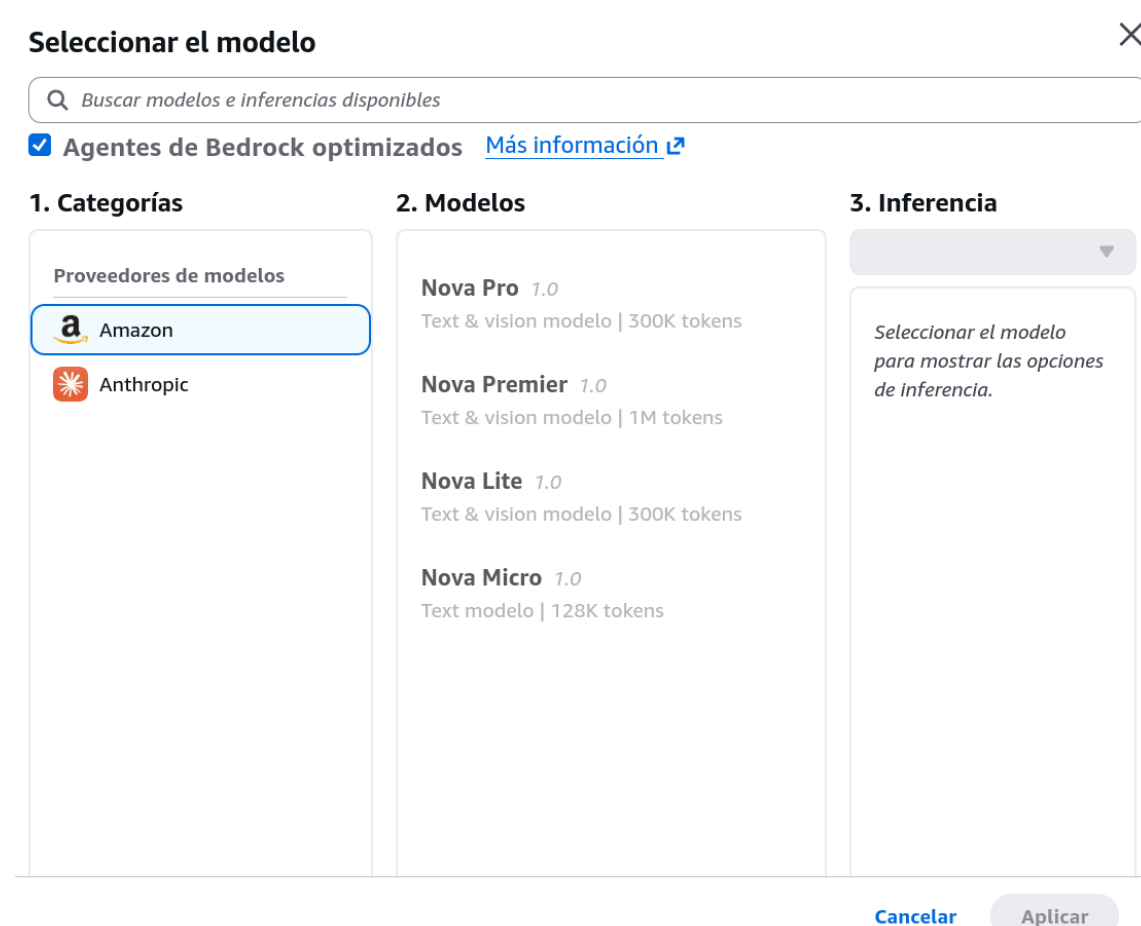 Seleccionar el modelo
Buscar modelos e inferencias disponibles
Agentes de Bedrock optimizados Más información
1. Categorías
Proveedores de modelos
Amazon
Anthropic
2. Modelos
Nova Pro 1.0
Text & vision modelo | 300K tokens
Nova Premier 1.0
Text & vision modelo | 1M tokens
Nova Lite 1.0
Text & vision modelo | 300K tokens
Nova Micro 1.0
Text modelo | 128K tokens
3. Inferencia
Seleccionar el modelo
para mostrar las opciones
de inferencia.
Cancelar Aplicar